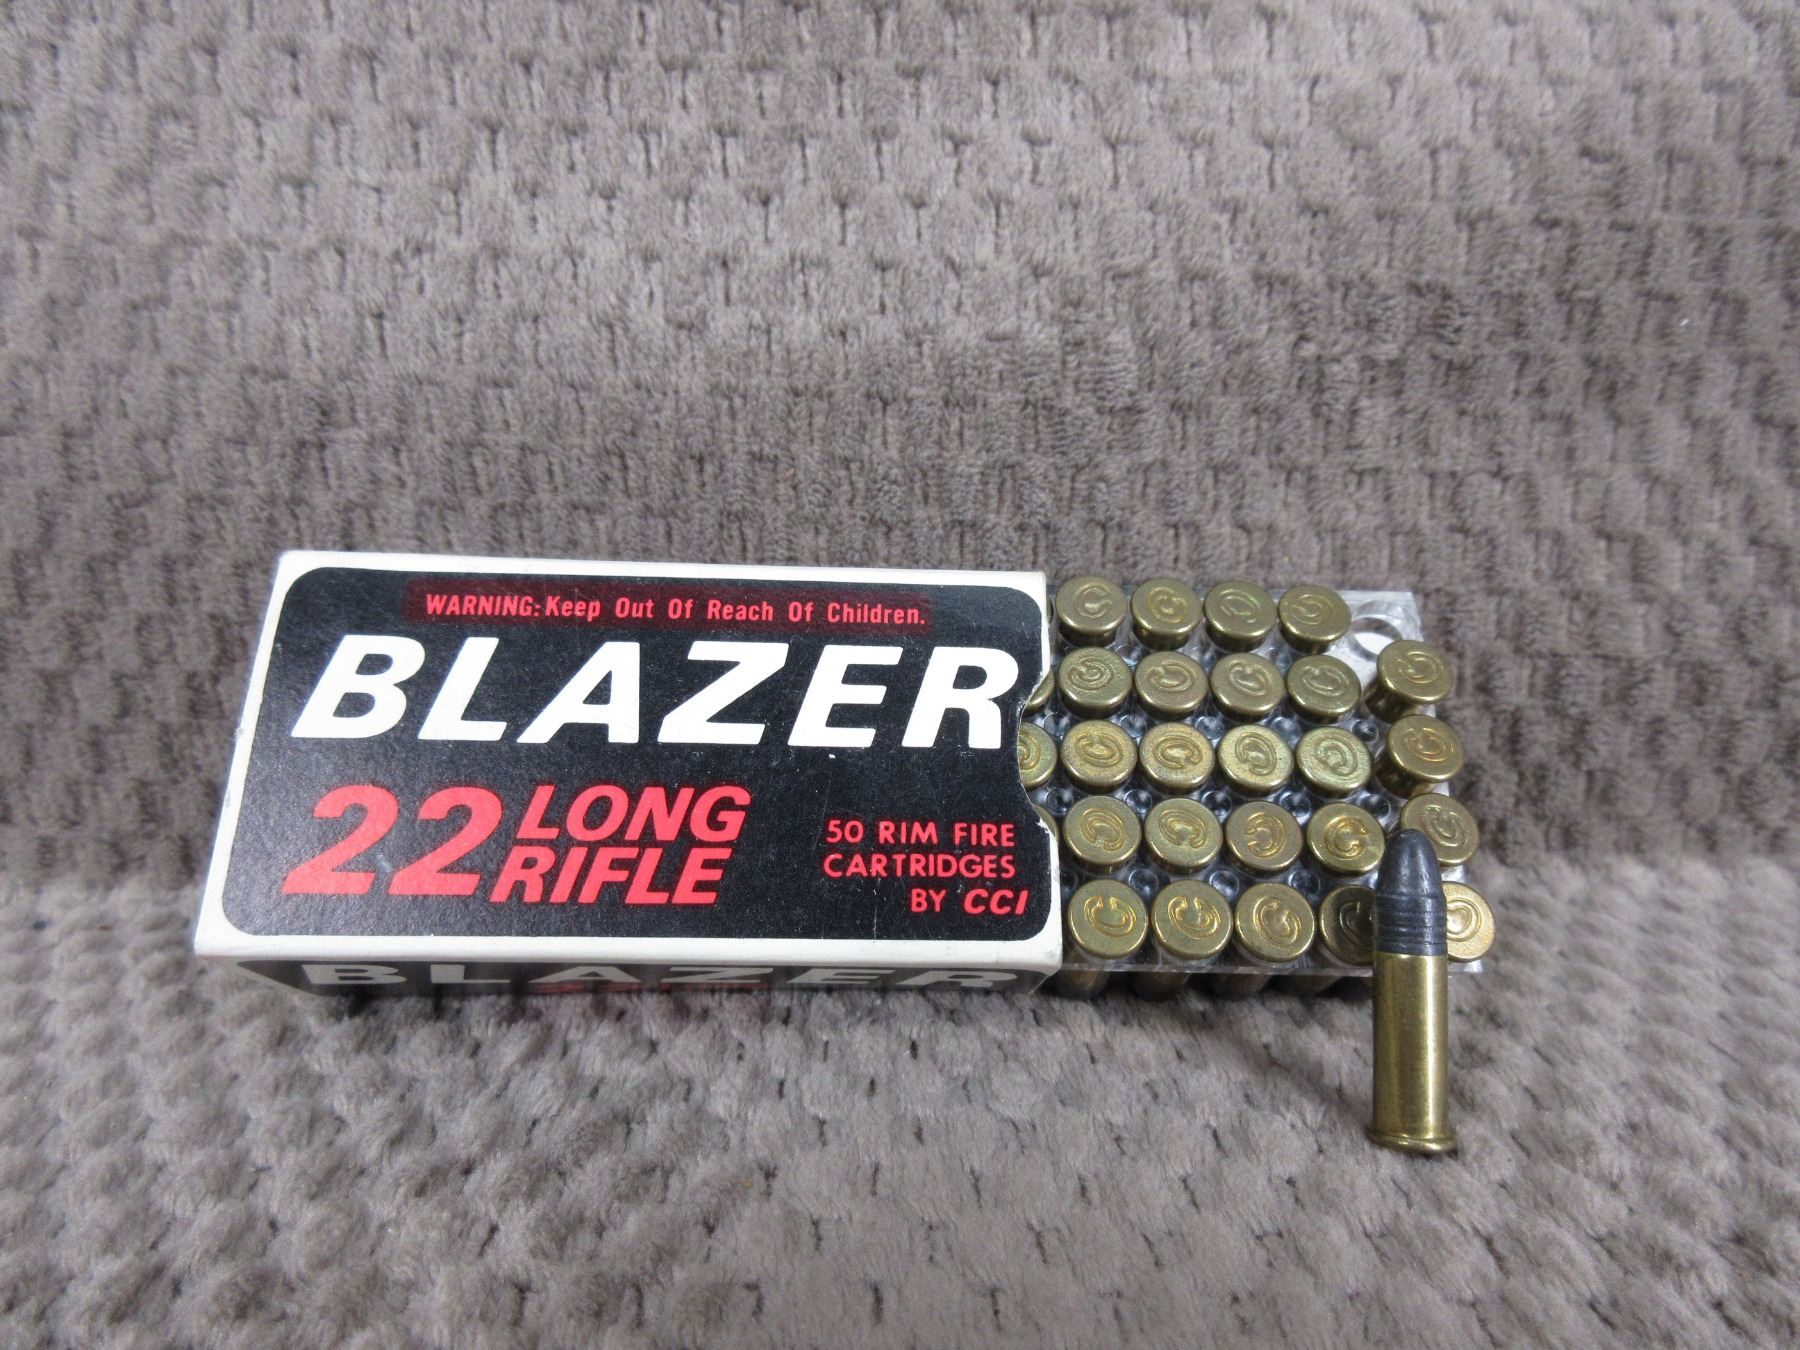 WARNING: Keep Out Of Reach Of Children.
BLAZER
22 LONG RIFLE
50 RIM FIRE
CARTRIDGES
BY CCI
BLAZER